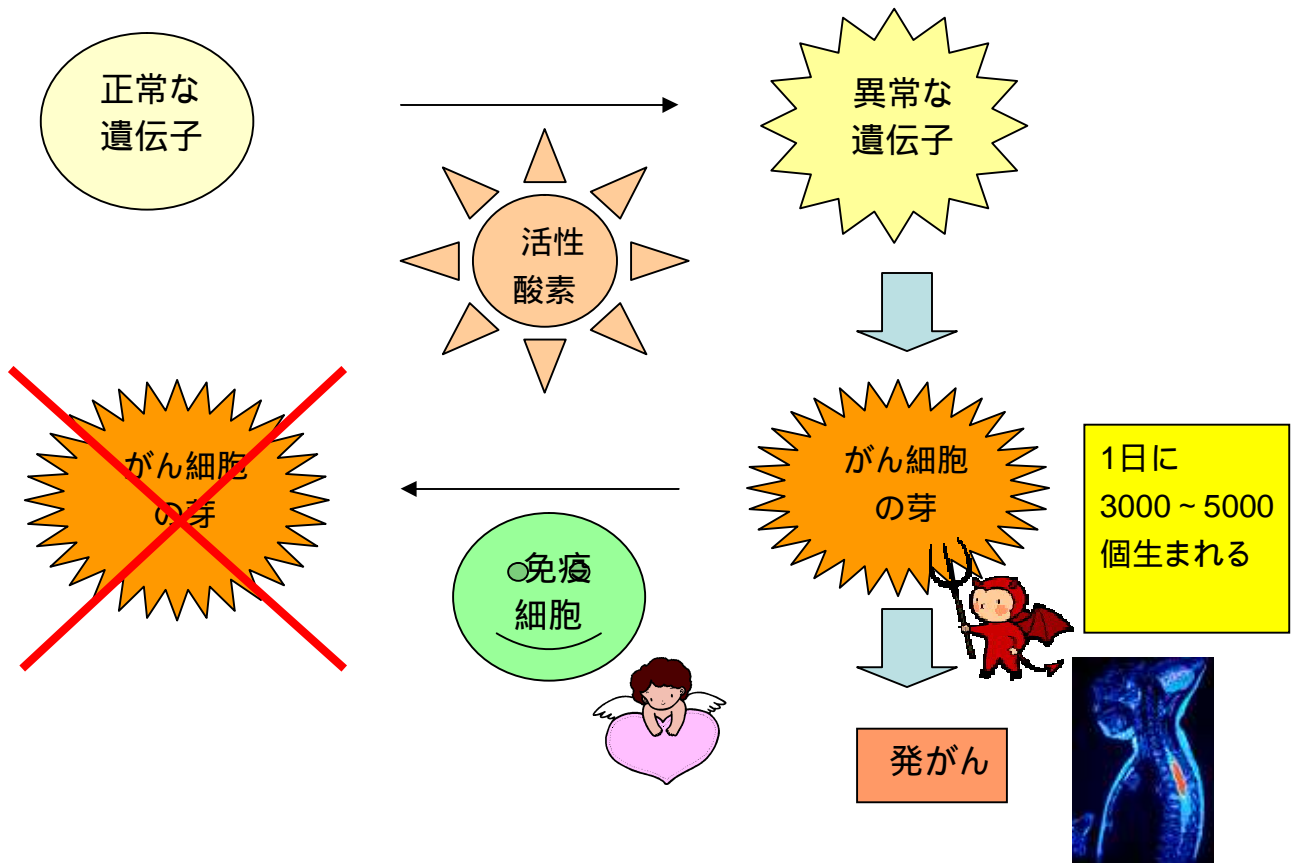 正常な
遺伝子
異常な
遺伝子
活性
酸素
がん細胞
の芽
がん細胞
の芽
1日に
3000~5000
個生まれる
免疫
細胞
発がん